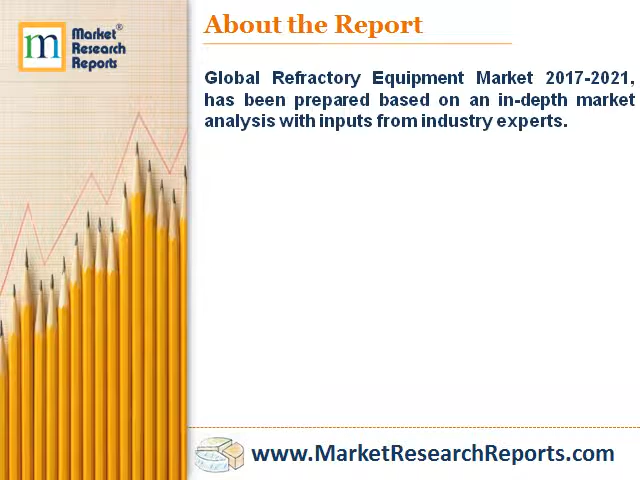 m
Market®
Research
Reports
About the Report
Global Refractory Equipment Market 2017-2021,
has been prepared based on an in-depth market
analysis with inputs from industry experts.
www.MarketResearchReports.com